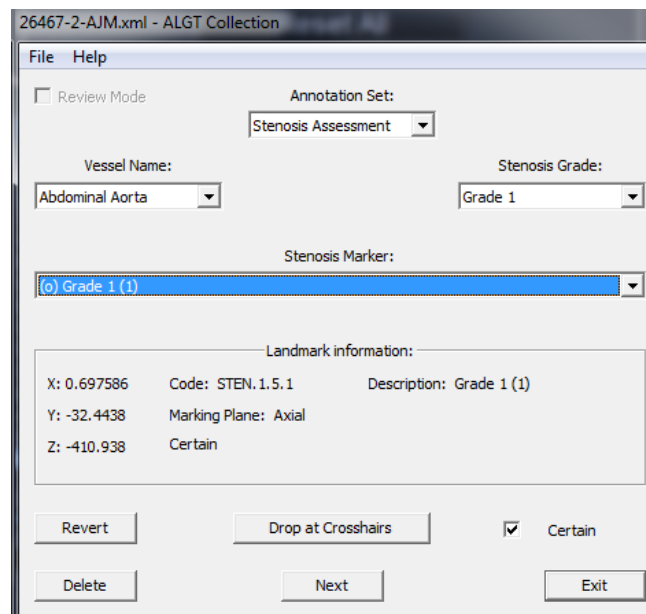 26467-2-AJM.xml - ALGT Collection
File Help
Review Mode
Annotation Set:
Stenosis Assessment
Vessel Name:
Stenosis Grade:
Abdominal Aorta
Grade 1
Stenosis Marker:
(o) Grade 1 (1)
Landmark information:
X: 0.697586 Code: STEN.1.5.1 Description: Grade 1 (1)
Y: -32.4438 Marking Plane: Axial
Z: -410.938 Certain
Revert Drop at Crosshairs Certain
Delete Next Exit